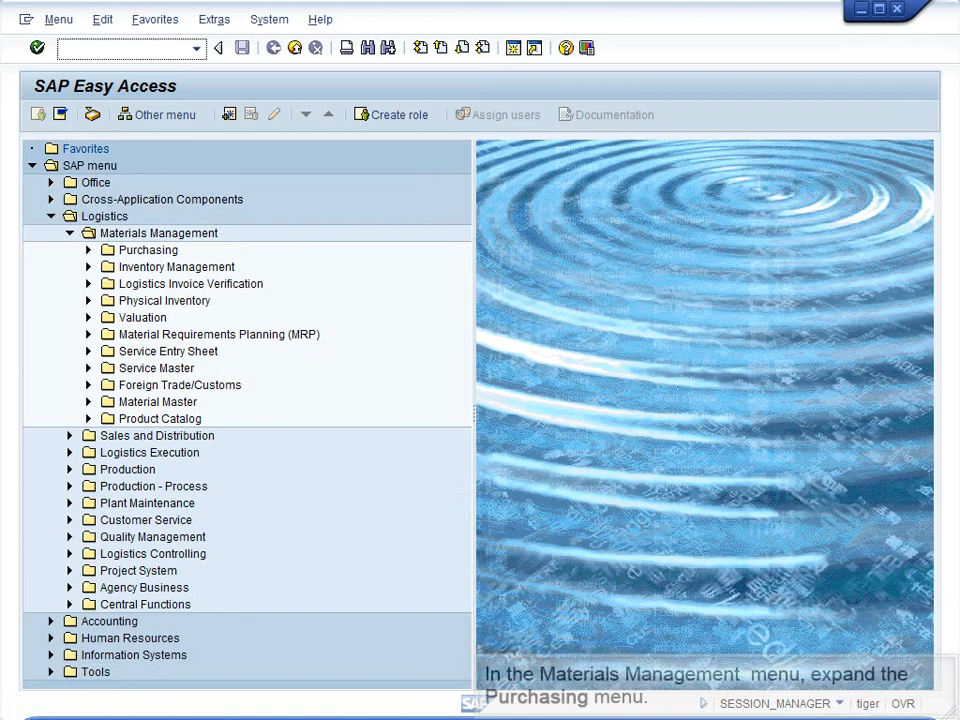 Menu Edit Favorites Extras System Help
SAP Easy Access
Other menu Create role Assign users Documentation
Favorites
SAP menu
Office
Cross-Application Components
Logistics
Materials Management
Purchasing
Inventory Management
Logistics Invoice Verification
Physical Inventory
Valuation
Material Requirements Planning (MRP)
Service Entry Sheet
Service Master
Foreign Trade/Customs
Material Master
Product Catalog
Sales and Distribution
Logistics Execution
Production
Production - Process
Plant Maintenance
Customer Service
Quality Management
Logistics Controlling
Project System
Agency Business
Central Functions
Accounting
Human Resources
Information Systems
Tools
In the Materials Management menu, expand the
Purchasing menu.
SAP SESSION_MANAGER tiger OVR